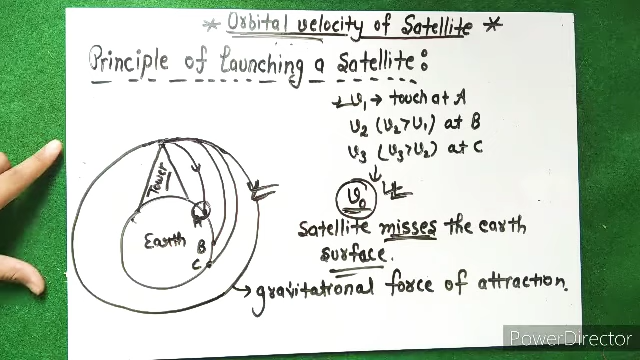 * Orbital velocity of Satellite *
Principle of launching a Satellite:
v₁ → touch at A
v₂ (v₂>v₁) at B
v₃ (v₃>v₂) at C
v₀
Satellite misses the earth
surface.
→ gravitational force of attraction.
Tower
Earth
A
B
C
PowerDirector